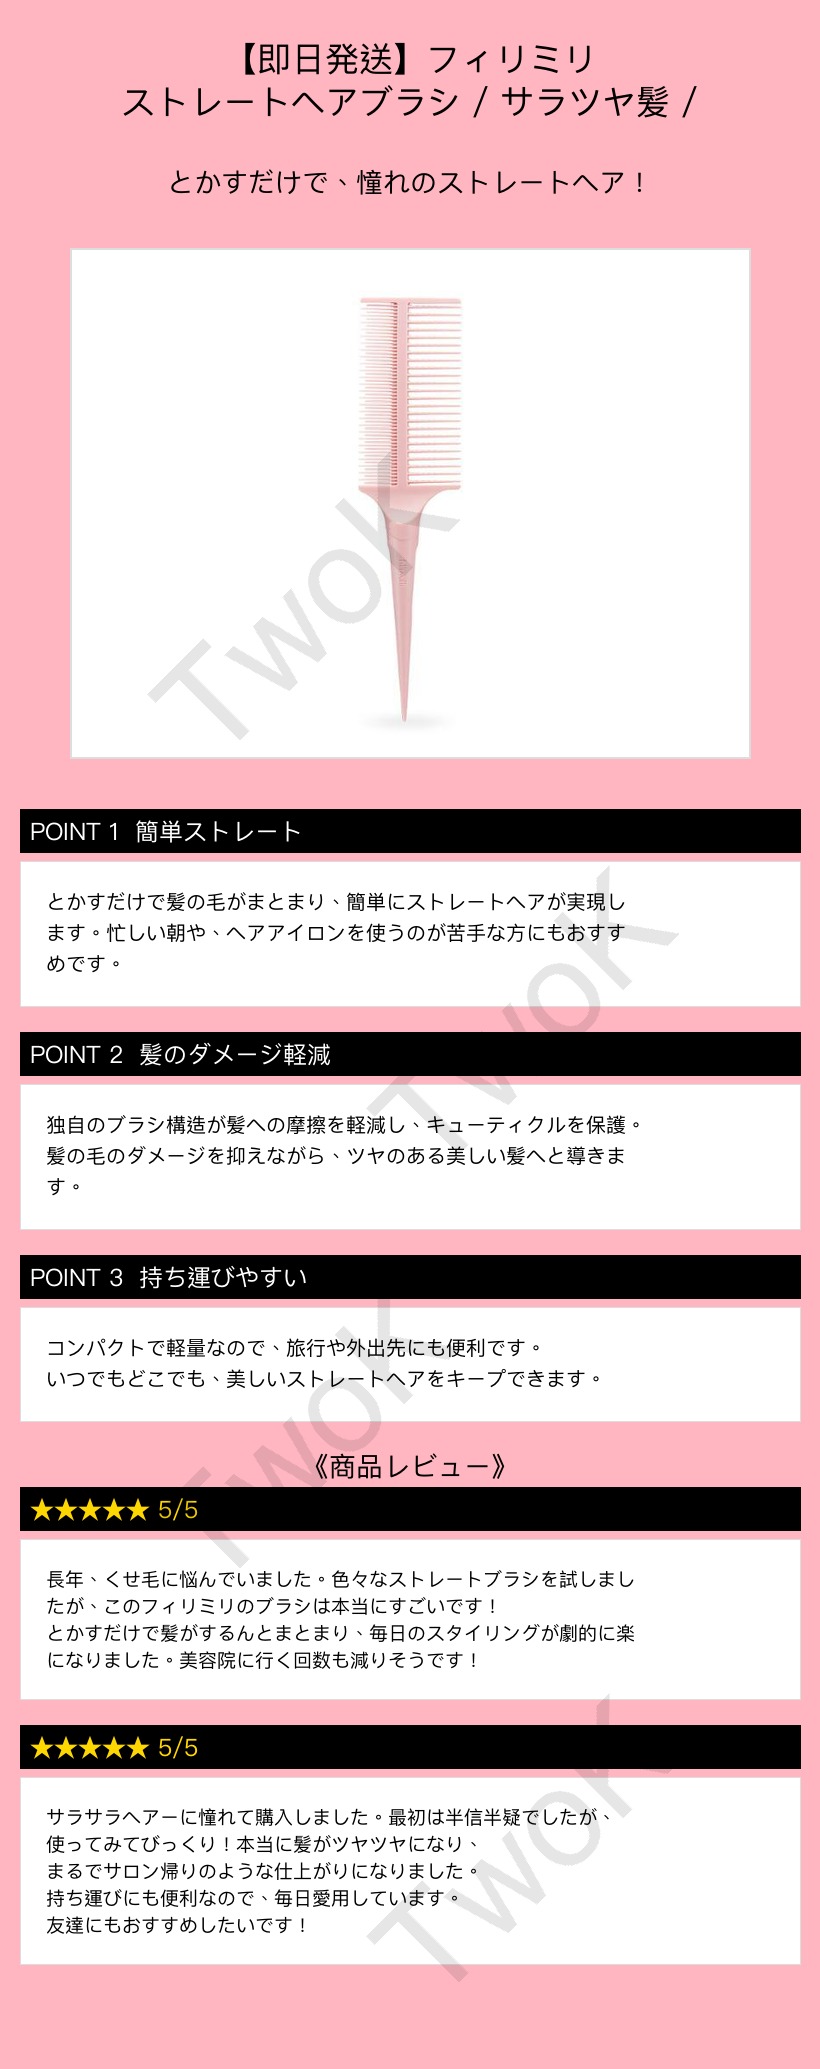 【即日発送】フィリミリ
ストレートヘアブラシ / サラツヤ髪 /
とかすだけで、憧れのストレートヘア！
TwoK
POINT 1 簡単ストレート
とかすだけで髪の毛がまとまり、簡単にストレートヘアが実現し
ます。忙しい朝や、ヘアアイロンを使うのが苦手な方にもおすす
めです。
TwoK
POINT 2 髪のダメージ軽減
独自のブラシ構造が髪への摩擦を軽減し、キューティクルを保護。
髪の毛のダメージを抑えながら、ツヤのある美しい髪へと導きま
す。
POINT 3 持ち運びやすい
コンパクトで軽量なので、旅行や外出先にも便利です。
いつでもどこでも、美しいストレートヘアをキープできます。
TwoK
《商品レビュー》
★★★★★ 5/5
長年、くせ毛に悩んでいました。色々なストレートブラシを試しまし
たが、このフィリミリのブラシは本当にすごいです！
とかすだけで髪がするんとまとまり、毎日のスタイリングが劇的に楽
になりました。美容院に行く回数も減りそうです！
★★★★★ 5/5
サラサラヘアーに憧れて購入しました。最初は半信半疑でしたが、
使ってみてびっくり！本当に髪がツヤツヤになり、
まるでサロン帰りのような仕上がりになりました。
持ち運びにも便利なので、毎日愛用しています。
友達にもおすすめしたいです！
TwoK